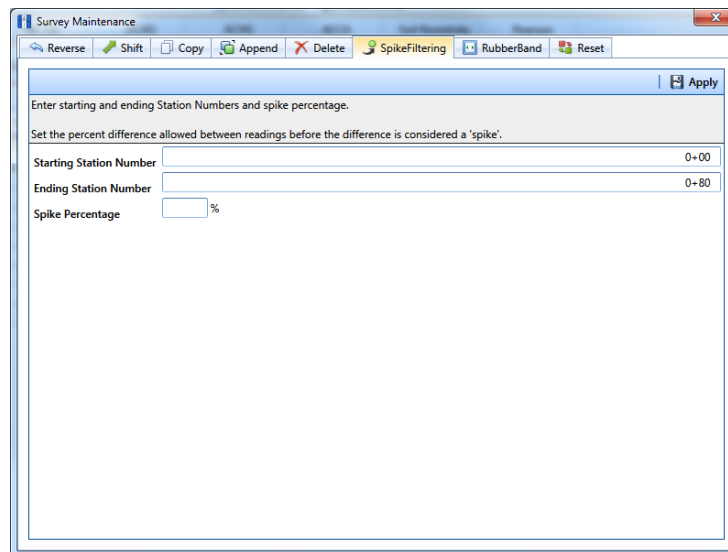 Survey Maintenance
Reverse Shift Copy Append Delete SpikeFiltering RubberBand Reset
Apply
Enter starting and ending Station Numbers and spike percentage.
Set the percent difference allowed between readings before the difference is considered a 'spike'.
Starting Station Number 0+00
Ending Station Number 0+80
Spike Percentage %